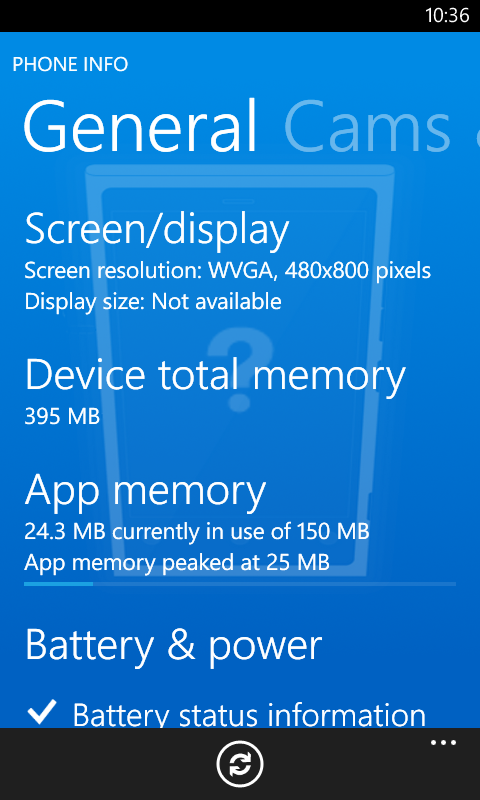 10:36
PHONE INFO
General Cams
Screen/display
Screen resolution: WVGA, 480x800 pixels
Display size: Not available
?
Device total memory
395 MB
App memory
24.3 MB currently in use of 150 MB
App memory peaked at 25 MB
Battery & power
Battery status information